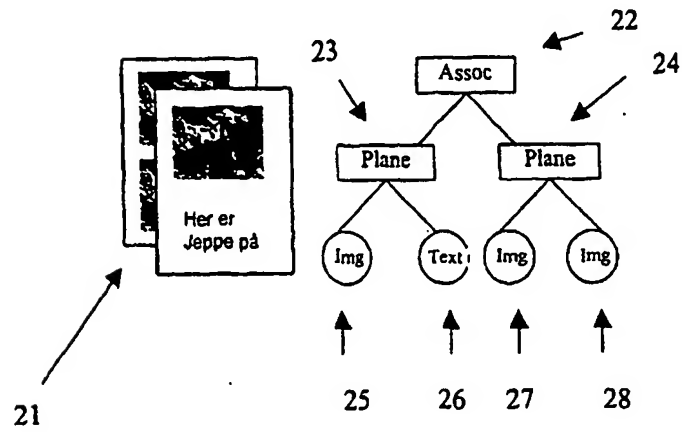 22
23
24
Assoc
Plane
Plane
Her er
Jeppe på
Img
Text
Img
Img
21
25
26
27
28